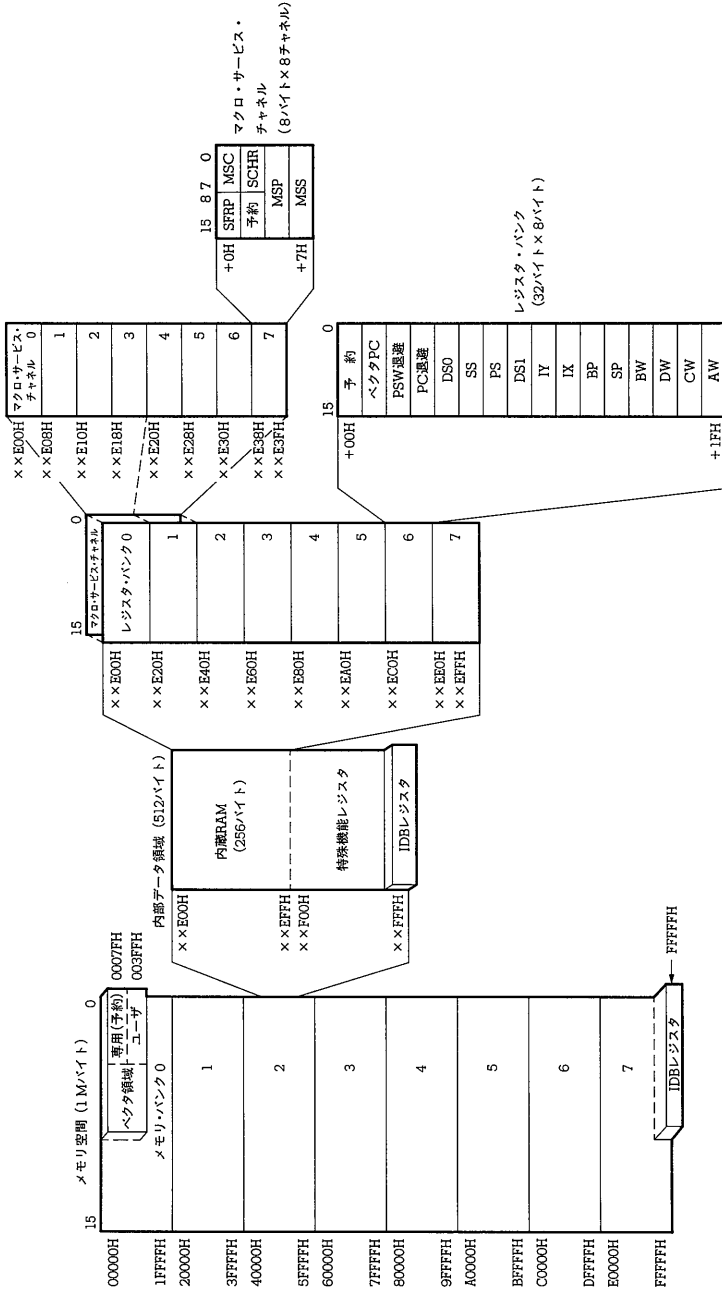 メモリ空間 (1 Mバイト)
15
0
00000H
1FFFFH
20000H
3FFFFH
40000H
5FFFFH
60000H
7FFFFH
80000H
9FFFFH
A0000H
BFFFFH
C0000H
DFFFFH
E0000H
FFFFFH
ベクタ領域
専用(予約)
ユーザ
0007FH
003FFH
メモリ・バンク 0
1
2
3
4
5
6
7
IDBレジスタ
FFFFFH
内部データ領域 (512バイト)
××E00H
××EFFH
××F00H
××FFFH
内蔵RAM
(256バイト)
特殊機能レジスタ
IDBレジスタ
15
0
マクロ・サービス・チャネル
××E00H
××E20H
××E40H
××E60H
××E80H
××EA0H
××EC0H
××EE0H
××EFFH
レジスタ・バンク 0
1
2
3
4
5
6
7
××E00H
××E08H
××E10H
××E18H
××E20H
××E28H
××E30H
××E38H
××E3FH
マクロ・サービス・
チャネル 0
1
2
3
4
5
6
7
15 8 7 0
+0H
SFRP MSC
予約 SCHR
MSP
MSS
+7H
マクロ・サービス・
チャネル
(8バイト×8チャネル)
15
0
+00H
予 約
ベクタPC
PSW退避
PC退避
DS0
SS
PS
DS1
IY
IX
BP
SP
BW
DW
CW
AW
+1FH
レジスタ・バンク
(32バイト×8バイト)